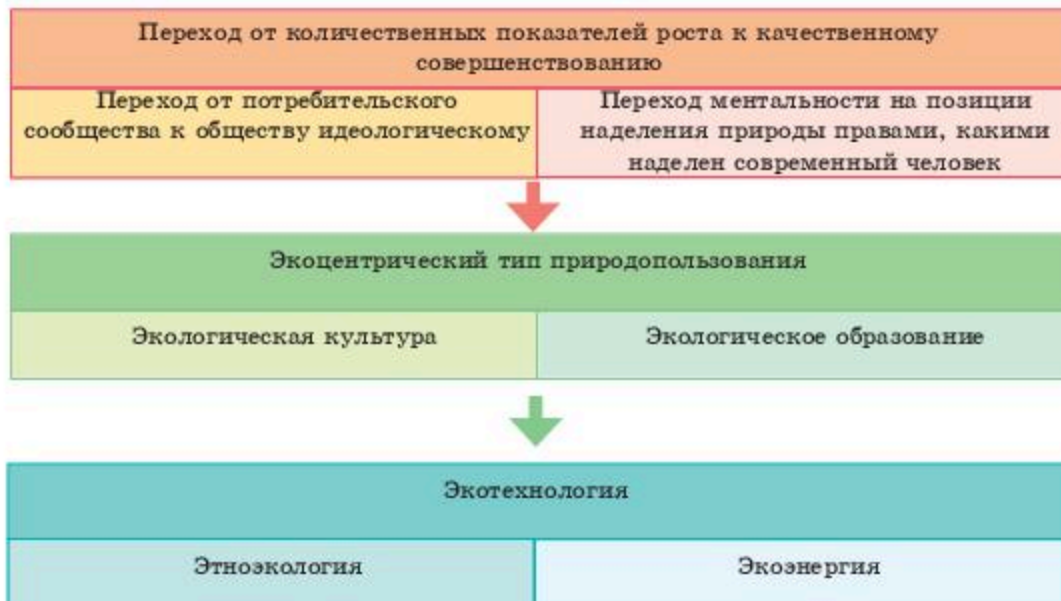 Переход от количественных показателей роста к качественному
совершенствованию
Переход от потребительского
сообщества к обществу идеологическому
Переход ментальности на позиции
наделения природы правами, какими
наделен современный человек
Экоцентрический тип природопользования
Экологическая культура
Экологическое образование
Экотехнология
Этноэкология
Экоэнергия